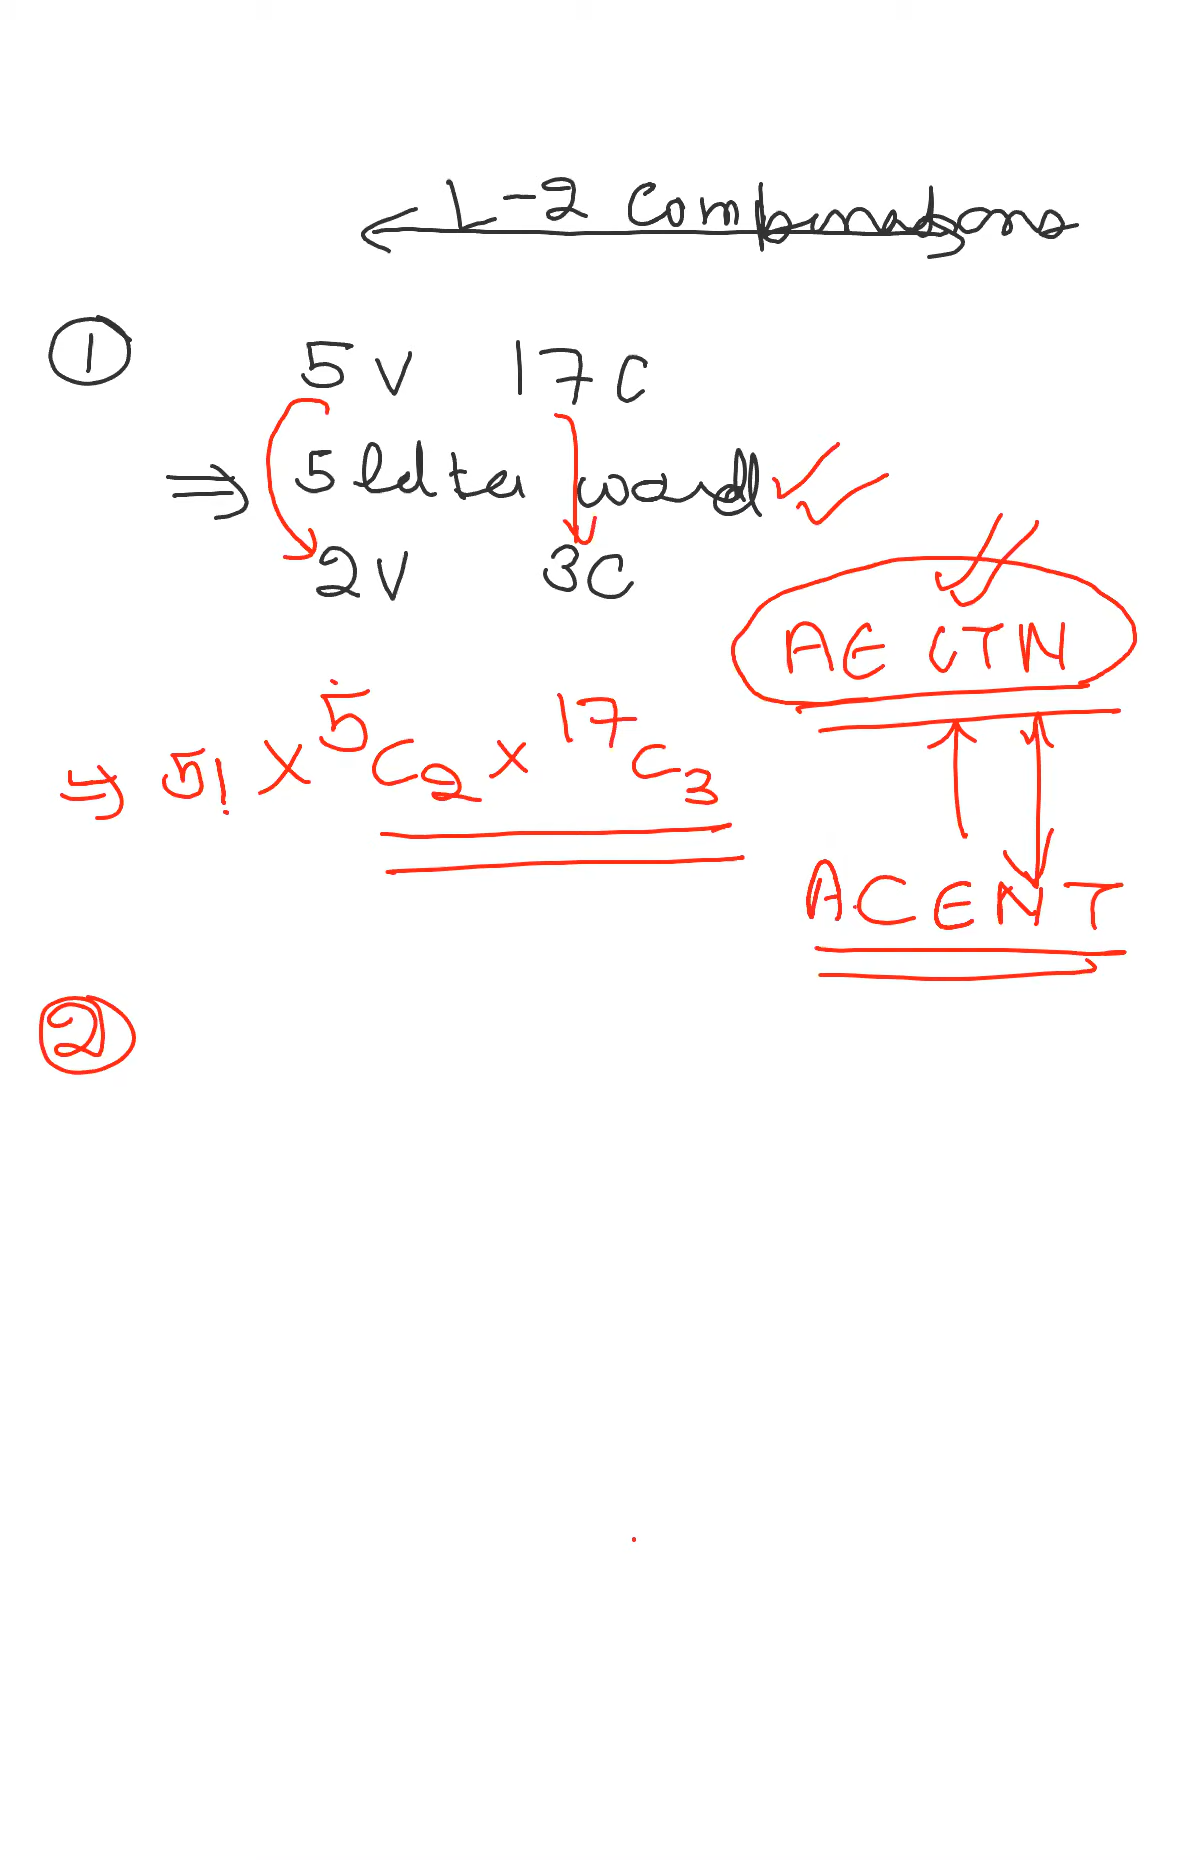 L-2 Combinations
① 5V 17C
⇒ 5 letter word
2V 3C
AE CTN
⇒ 5! × ⁵C₂ × ¹⁷C₃
ACENT
②